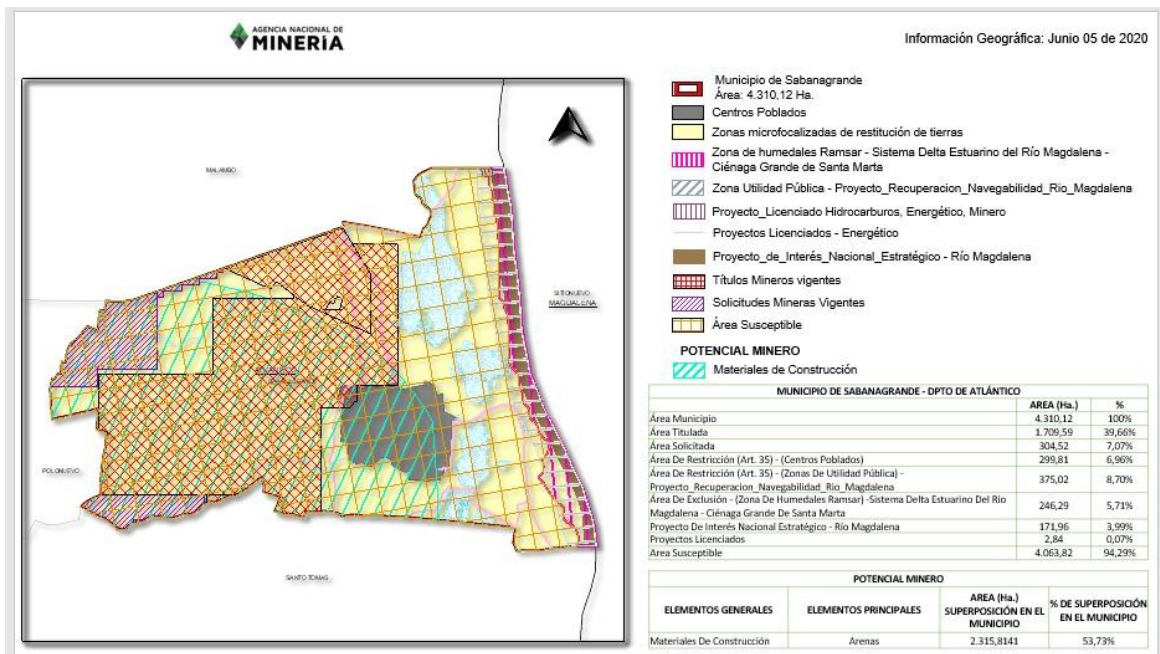 AGENCIA NACIONAL DE
MINERÍA
Información Geográfica: Junio 05 de 2020
MALAMBO
SITIONUEVO
MAGDALENA
POLONUEVO
SANTO TOMAS
Municipio de Sabanagrande
Área: 4.310,12 Ha.
Centros Poblados
Zonas microfocalizadas de restitución de tierras
Zona de humedales Ramsar - Sistema Delta Estuarino del Río Magdalena -
Ciénaga Grande de Santa Marta
Zona Utilidad Pública - Proyecto_Recuperacion_Navegabilidad_Rio_Magdalena
Proyecto_Licenciado Hidrocarburos, Energético, Minero
Proyectos Licenciados - Energético
Proyecto_de_Interés_Nacional_Estratégico - Río Magdalena
Títulos Mineros vigentes
Solicitudes Mineras Vigentes
Área Susceptible
POTENCIAL MINERO
Materiales de Construcción
MUNICIPIO DE SABANAGRANDE - DPTO DE ATLÁNTICO
AREA (Ha.) %
Área Municipio 4.310,12 100%
Área Titulada 1.709,59 39,66%
Área Solicitada 304,52 7,07%
Área De Restricción (Art. 35) - (Centros Poblados) 299,81 6,96%
Área De Restricción (Art. 35) - (Zonas De Utilidad Pública) -
Proyecto_Recuperacion_Navegabilidad_Rio_Magdalena 375,02 8,70%
Área De Exclusión - (Zona De Humedales Ramsar) -Sistema Delta Estuarino Del Río
Magdalena - Ciénaga Grande De Santa Marta 246,29 5,71%
Proyecto De Interés Nacional Estratégico - Río Magdalena 171,96 3,99%
Proyectos Licenciados 2,84 0,07%
Area Susceptible 4.063,82 94,29%
POTENCIAL MINERO
ELEMENTOS GENERALES ELEMENTOS PRINCIPALES AREA (Ha.) SUPERPOSICIÓN EN EL MUNICIPIO % DE SUPERPOSICIÓN EN EL MUNICIPIO
Materiales De Construcción Arenas 2.315,8141 53,73%